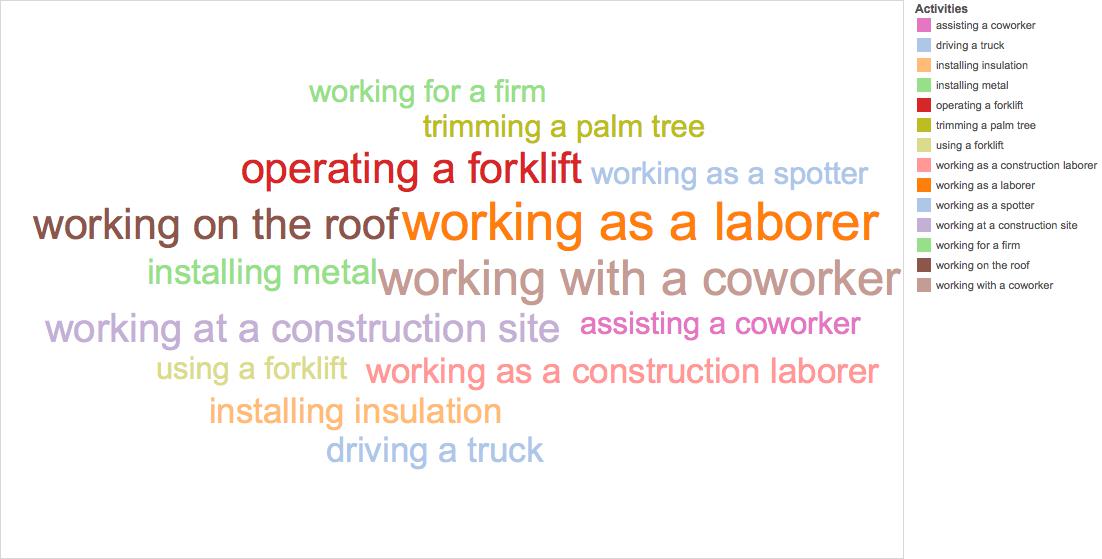 working for a firm
trimming a palm tree
operating a forklift working as a spotter
working on the roof working as a laborer
installing metal working with a coworker
working at a construction site assisting a coworker
using a forklift working as a construction laborer
installing insulation
driving a truck
Activities
assisting a coworker
driving a truck
installing insulation
installing metal
operating a forklift
trimming a palm tree
using a forklift
working as a construction laborer
working as a laborer
working as a spotter
working at a construction site
working for a firm
working on the roof
working with a coworker